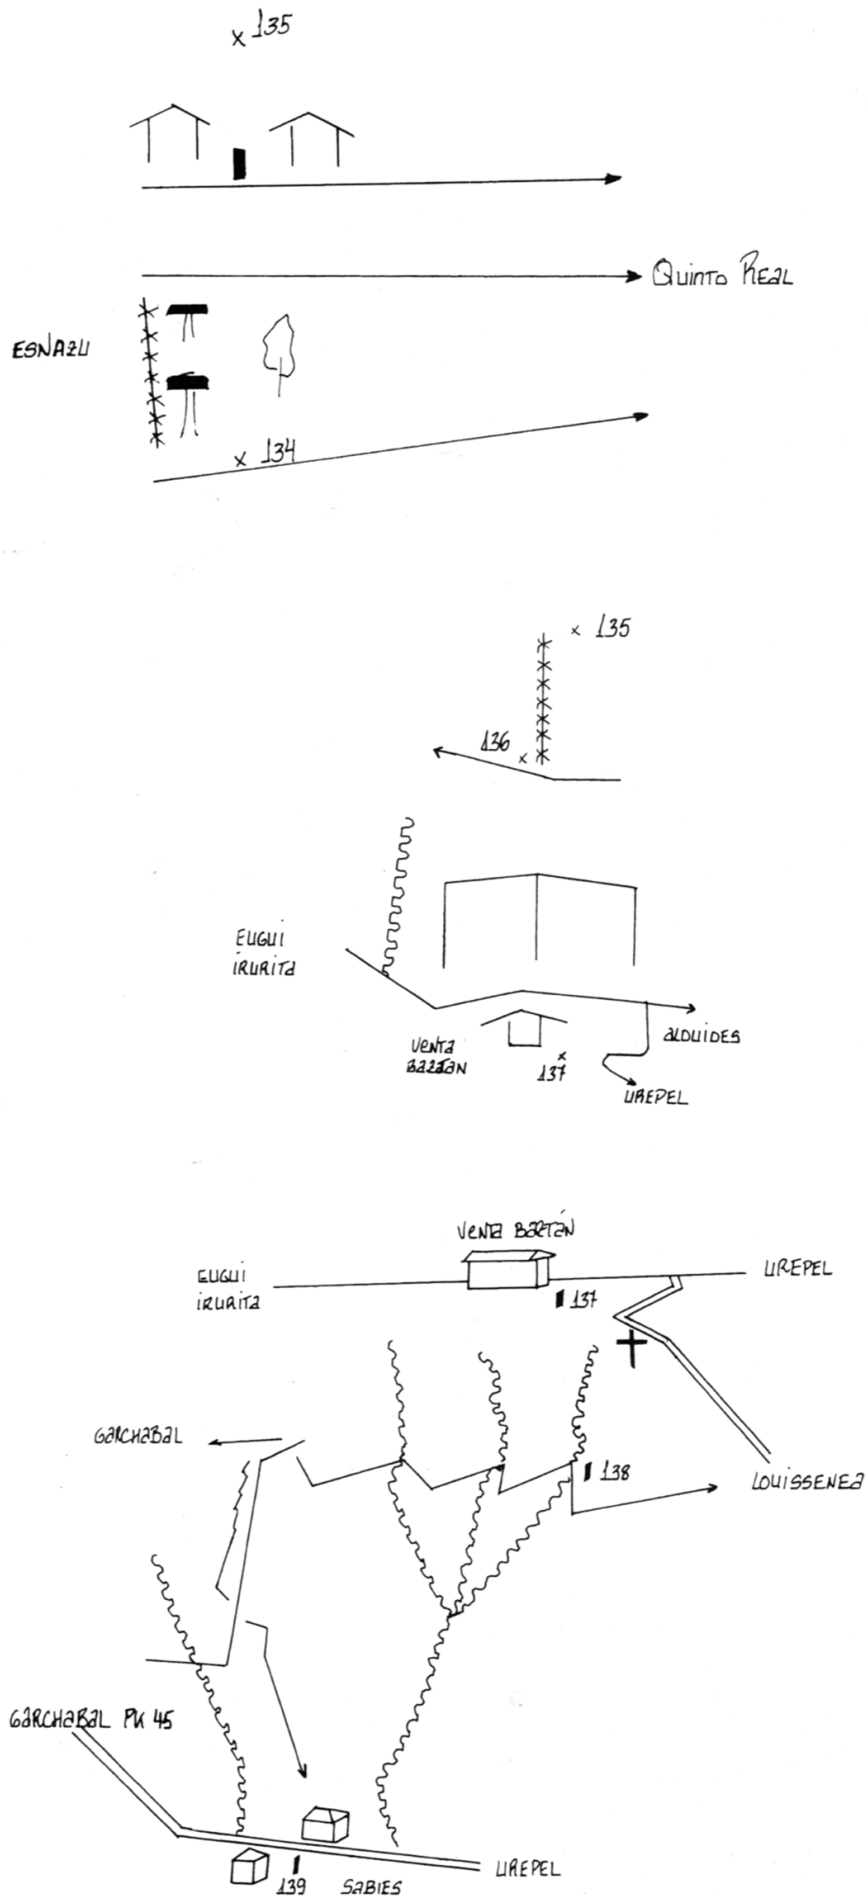 135
QUINTO REAL
ESNAZU
134
135
136
EUGUI
IRURITA
ALDUIDES
VENTA
BAZTAN
137
UREPEL
VENTA BAZTÁN
EUGUI
IRURITA
UREPEL
137
GARCHABAL
138
LOUISSENEA
GARCHABAL PK 45
UREPEL
139 SABIES